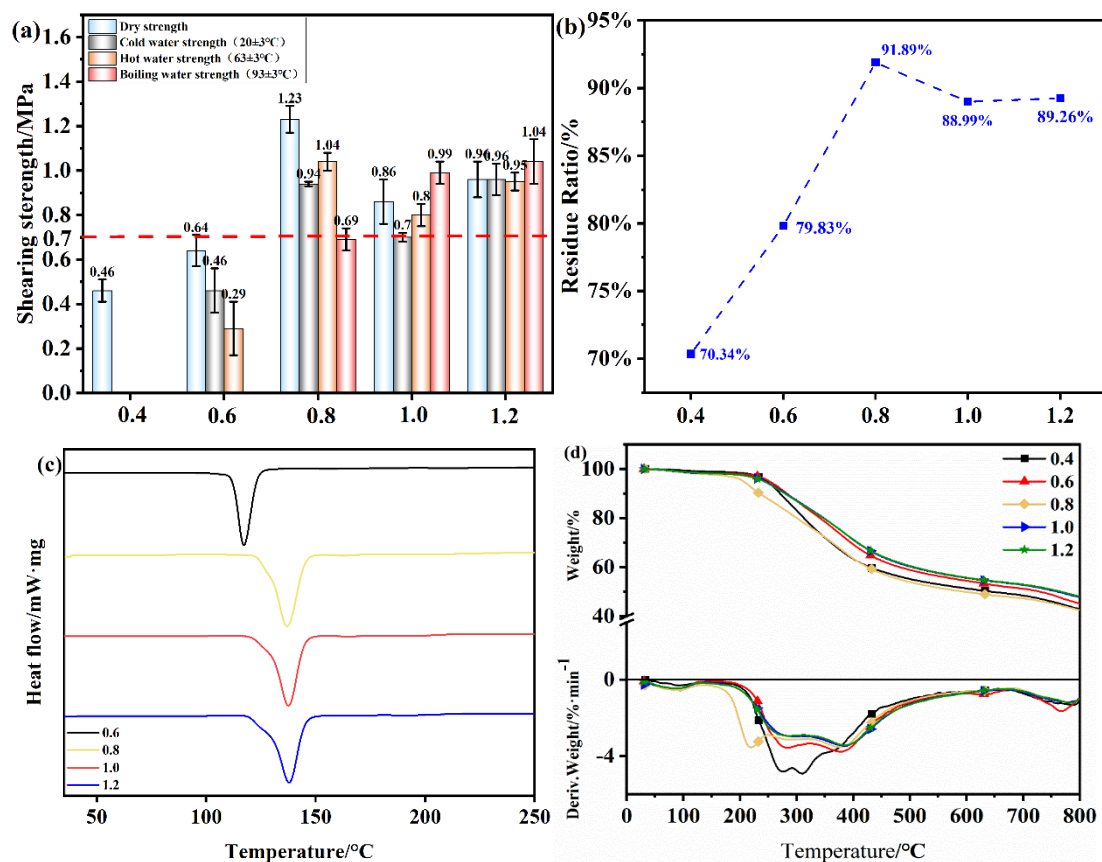 (a)
Dry strength
Cold water strength（20±3°C）
Hot water strength（63±3°C）
Boiling water strength（93±3°C）
Shearing sterength/MPa
1.6
1.4
1.2
1.0
0.8
0.7
0.6
0.4
0.2
0.0
0.46
0.64
0.46
0.29
1.23
0.94
1.04
0.69
0.86
0.7
0.8
0.99
0.96
0.96
0.95
1.04
0.4 0.6 0.8 1.0 1.2
(b)
Residue Ratio/%
95%
90%
85%
80%
75%
70%
70.34%
79.83%
91.89%
88.99%
89.26%
0.4 0.6 0.8 1.0 1.2
(c)
Heat flow/mW·mg
0.6
0.8
1.0
1.2
50 100 150 200 250
Temperature/°C
(d)
0.4
0.6
0.8
1.0
1.2
Weight/%
100
80
60
40
Deriv.Weight/%·min⁻¹
0
-4
0 100 200 300 400 500 600 700 800
Temperature/°C